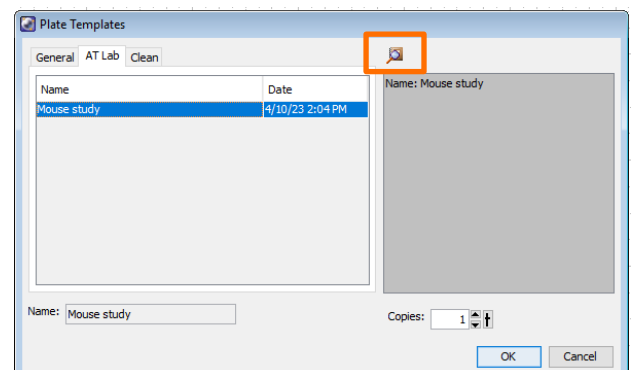 Plate Templates
General AT Lab Clean
Name Date
Mouse study 4/10/23 2:04 PM
Name: Mouse study
Name: Mouse study
Copies: 1
OK Cancel